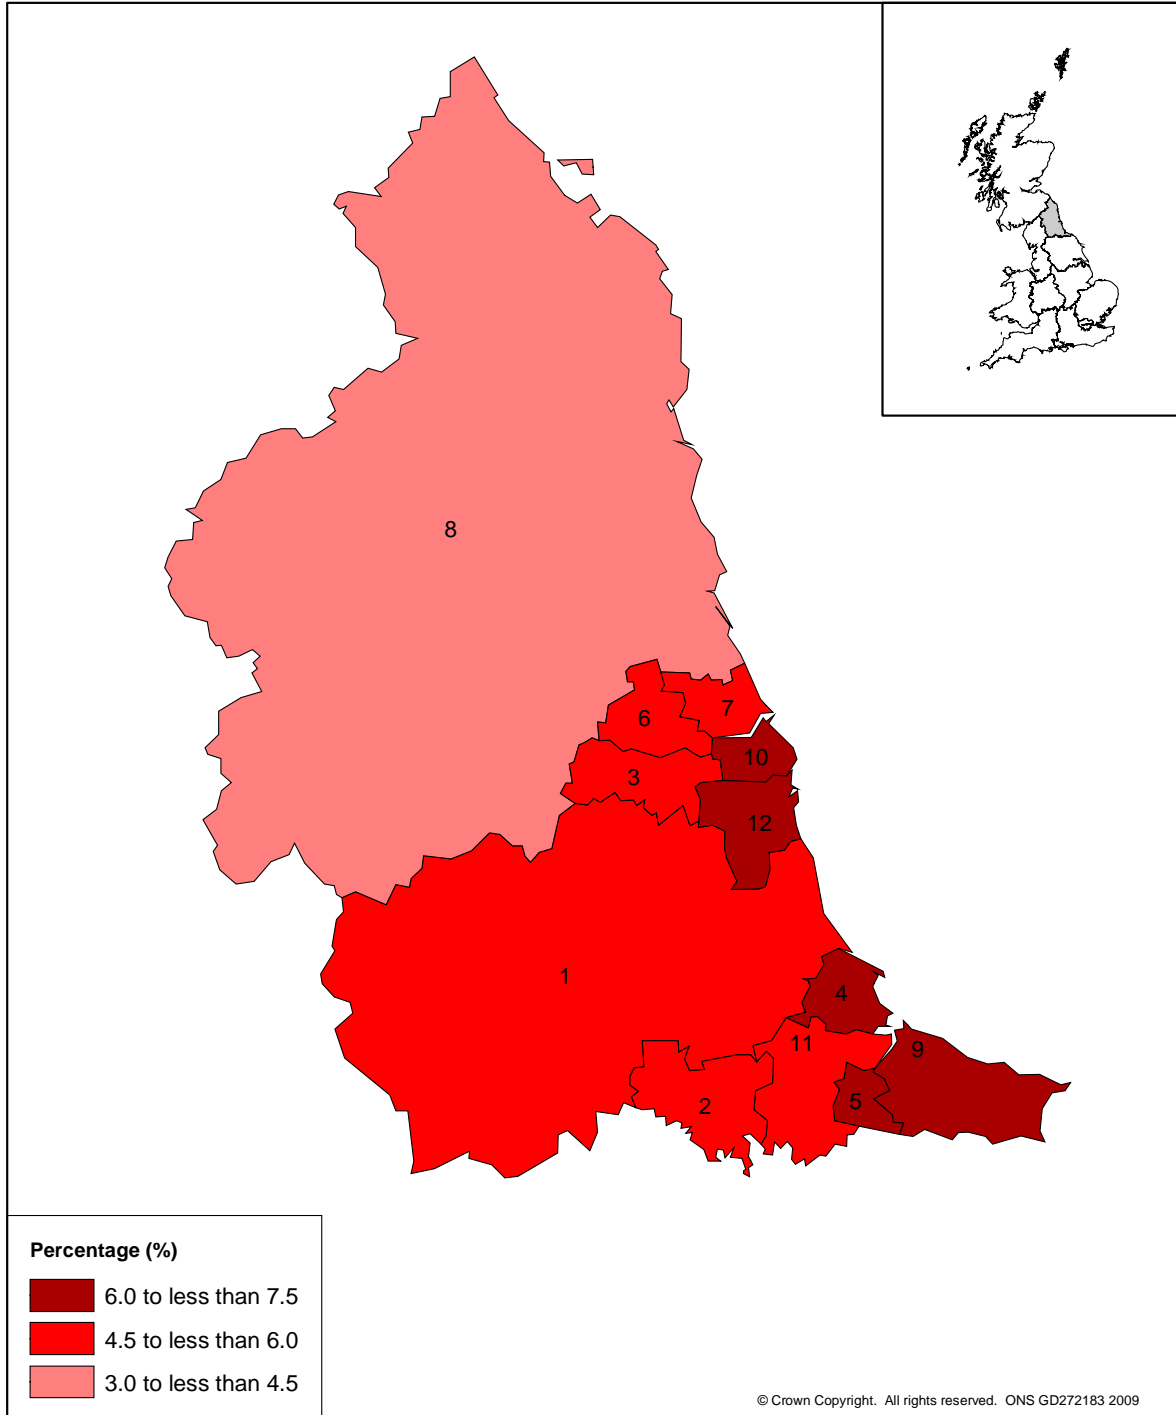 8
6
7
3
10
12
1
4
11
9
2
5
Percentage (%)
6.0 to less than 7.5
4.5 to less than 6.0
3.0 to less than 4.5
© Crown Copyright. All rights reserved. ONS GD272183 2009